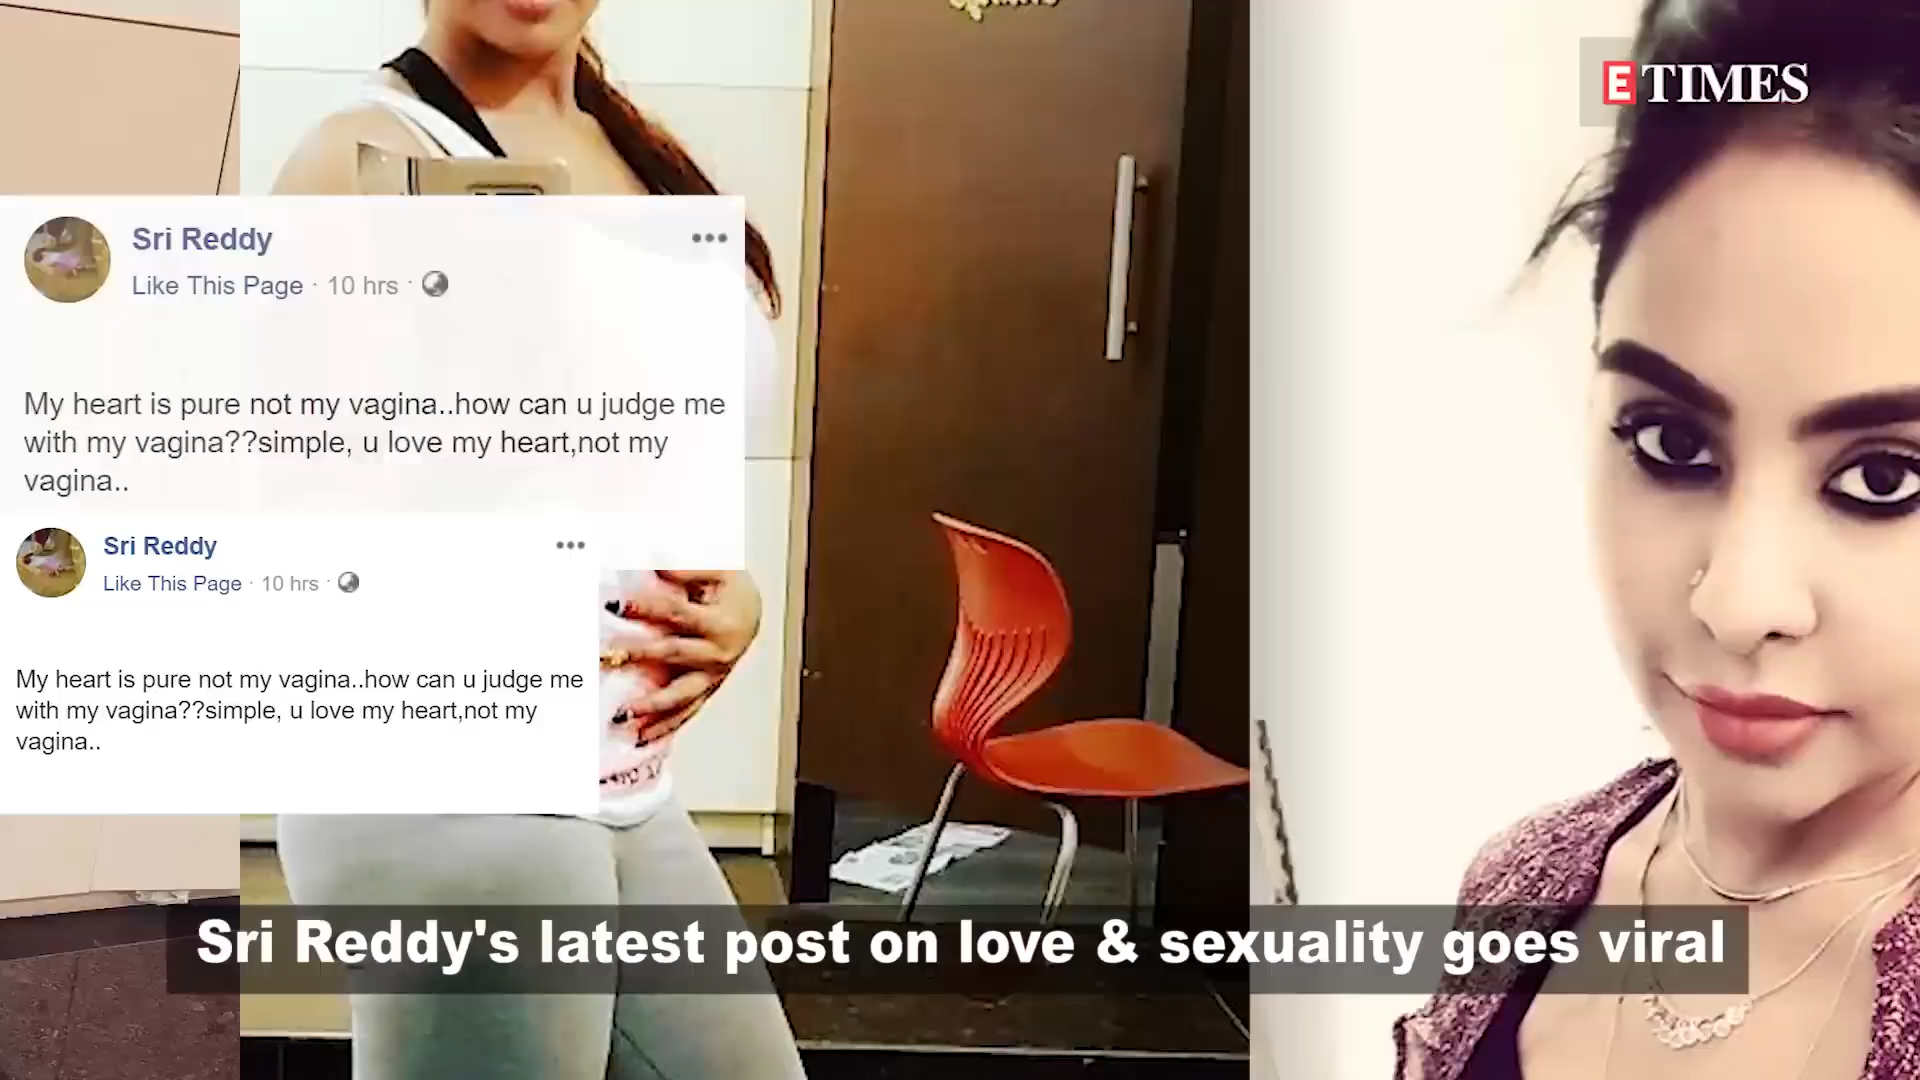 E TIMES
Sri Reddy
Like This Page · 10 hrs ·
My heart is pure not my vagina..how can u judge me
with my vagina??simple, u love my heart,not my
vagina..
Sri Reddy
Like This Page · 10 hrs ·
My heart is pure not my vagina..how can u judge me
with my vagina??simple, u love my heart,not my
vagina..
Sri Reddy's latest post on love & sexuality goes viral